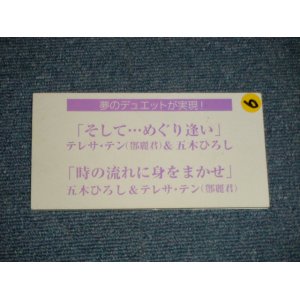 夢のデュエットが実現！
「そして…めぐり逢い」
テレサ・テン(鄧麗君)&五木ひろし
「時の流れに身をまかせ」
五木ひろし&テレサ・テン(鄧麗君)